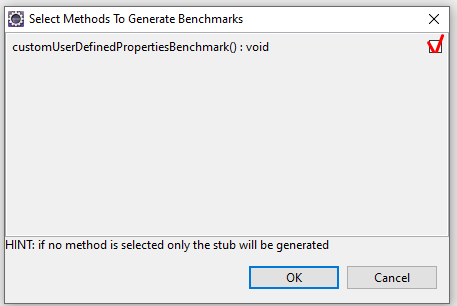 Select Methods To Generate Benchmarks
customUserDefinedPropertiesBenchmark() : void
HINT: if no method is selected only the stub will be generated
OK
Cancel